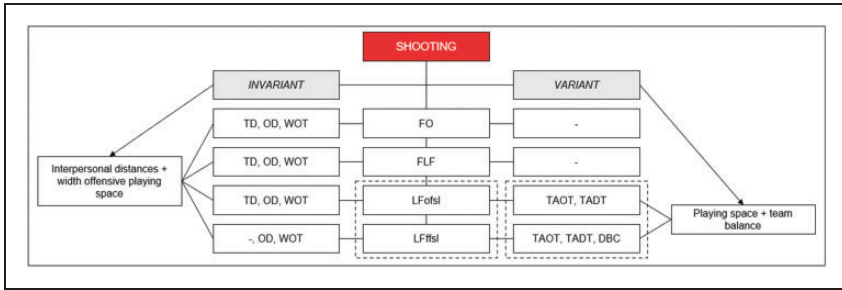 SHOOTING
INVARIANT
VARIANT
TD, OD, WOT
FO
-
TD, OD, WOT
FLF
-
Interpersonal distances +
width offensive playing
space
TD, OD, WOT
LFofsl
TAOT, TADT
-, OD, WOT
LFffsl
TAOT, TADT, DBC
Playing space + team
balance